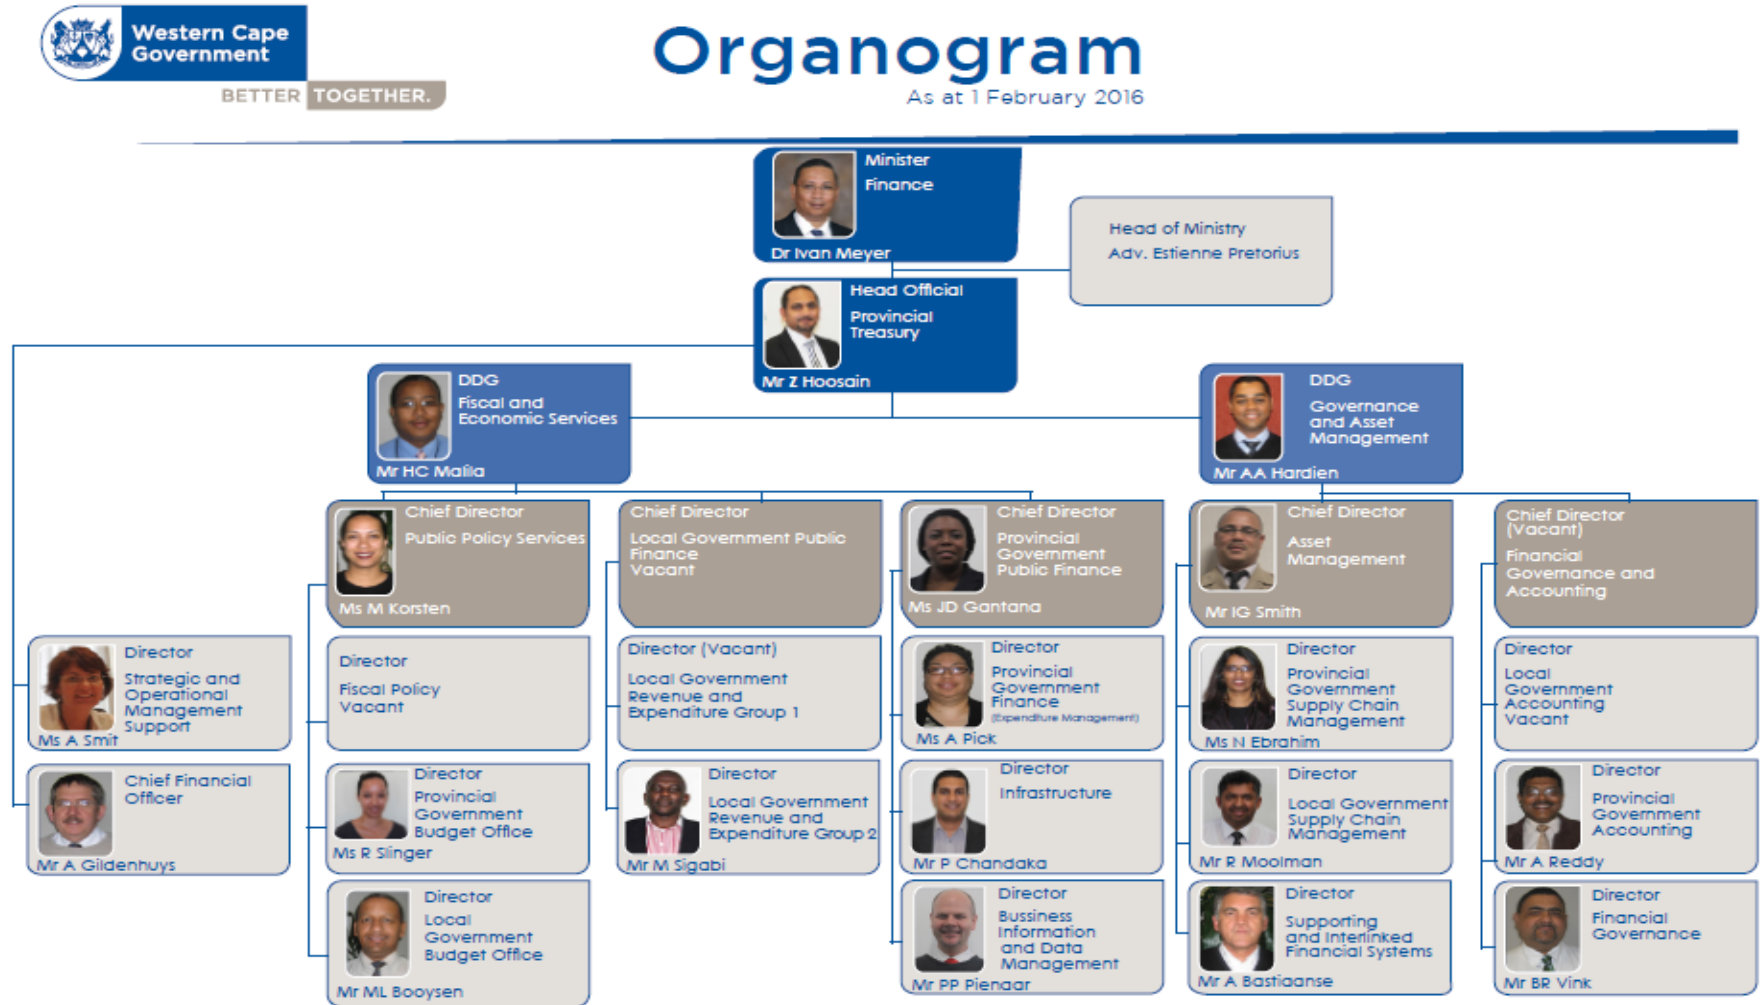 Western Cape
Government
BETTER TOGETHER.
Organogram
As at 1 February 2016
Minister
Finance
Dr Ivan Meyer
Head of Ministry
Adv. Estienne Pretorius
Head Official
Provincial
Treasury
Mr Z Hoosain
DDG
Fiscal and
Economic Services
Mr HC Malila
DDG
Governance
and Asset
Management
Mr AA Hardien
Chief Director
Public Policy Services
Ms M Korsten
Chief Director
Local Government Public
Finance
Vacant
Chief Director
Provincial
Government
Public Finance
Ms JD Gantana
Chief Director
Asset
Management
Mr IG Smith
Chief Director
(Vacant)
Financial
Governance and
Accounting
Director
Strategic and
Operational
Management
Support
Ms A Smit
Director
Fiscal Policy
Vacant
Director (Vacant)
Local Government
Revenue and
Expenditure Group 1
Director
Provincial
Government
Finance
(Expenditure Management)
Ms A Pick
Director
Provincial
Government
Supply Chain
Management
Ms N Ebrahim
Director
Local
Government
Accounting
Vacant
Chief Financial
Officer
Mr A Gildenhuys
Director
Provincial
Government
Budget Office
Ms R Slinger
Director
Local Government
Revenue and
Expenditure Group 2
Mr M Sigabi
Director
Infrastructure
Mr P Chandaka
Director
Local Government
Supply Chain
Management
Mr R Moolman
Director
Provincial
Government
Accounting
Mr A Reddy
Director
Local
Government
Budget Office
Mr ML Booysen
Director
Bussiness
Information
and Data
Management
Mr PP Pienaar
Director
Supporting
and Interlinked
Financial Systems
Mr A Bastiaanse
Director
Financial
Governance
Mr BR Vink